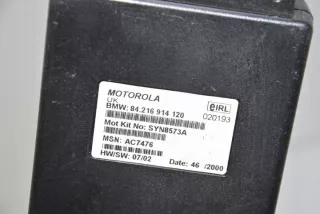 MOTOROLA
UK
eIRL
BMW: 84.216 914 120
020193
Mot Kit No: SYN8573A
MSN: AC7476
HW/SW: 07/02 Date: 46 /2000